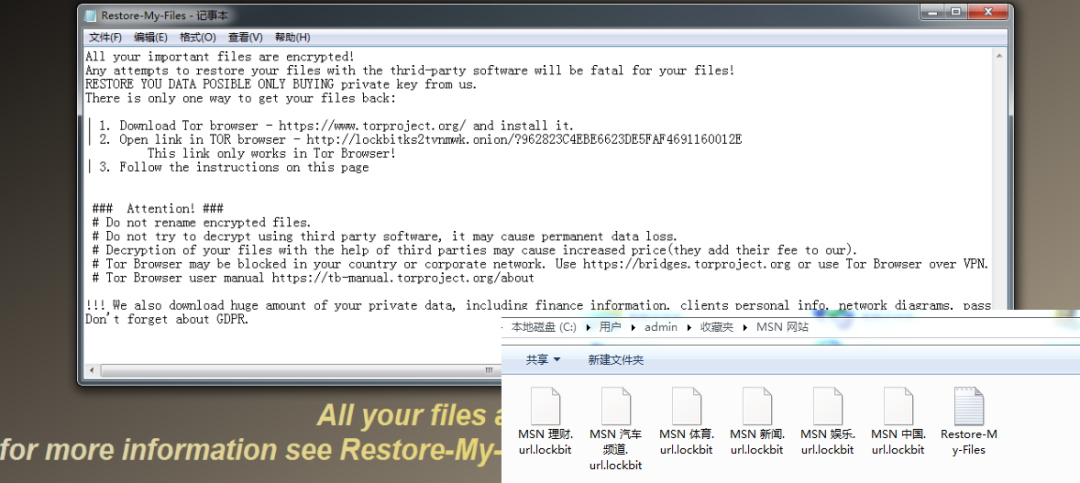 Restore-My-Files - 记事本
文件(F) 编辑(E) 格式(O) 查看(V) 帮助(H)
All your important files are encrypted!
Any attempts to restore your files with the thrid-party software will be fatal for your files!
RESTORE YOU DATA POSIBLE ONLY BUYING private key from us.
There is only one way to get your files back:
| 1. Download Tor browser - https://www.torproject.org/ and install it.
| 2. Open link in TOR browser - http://lockbitks2tvnmwk.onion/?962823C4EBE6623DE5FAF4691160012E
This link only works in Tor Browser!
| 3. Follow the instructions on this page
### Attention! ###
# Do not rename encrypted files.
# Do not try to decrypt using third party software, it may cause permanent data loss.
# Decryption of your files with the help of third parties may cause increased price(they add their fee to our).
# Tor Browser may be blocked in your country or corporate network. Use https://bridges.torproject.org or use Tor Browser over VPN.
# Tor Browser user manual https://tb-manual.torproject.org/about
!!! We also download huge amount of your private data, including finance information, clients personal info, network diagrams, pass
Don't forget about GDPR.
本地磁盘 (C:) 用户 admin 收藏夹 MSN 网站
共享 新建文件夹
MSN 理财.
url.lockbit
MSN 汽车
频道.
url.lockbit
MSN 体育.
url.lockbit
MSN 新闻.
url.lockbit
MSN 娱乐.
url.lockbit
MSN 中国.
url.lockbit
Restore-M
y-Files
All your files a
for more information see Restore-My-